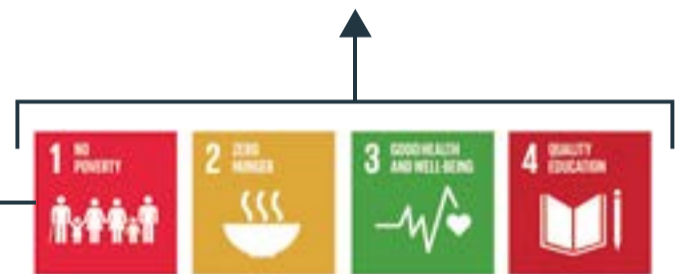 1 NO
POVERTY
2 ZERO
HUNGER
3 GOOD HEALTH
AND WELL-BEING
4 QUALITY
EDUCATION